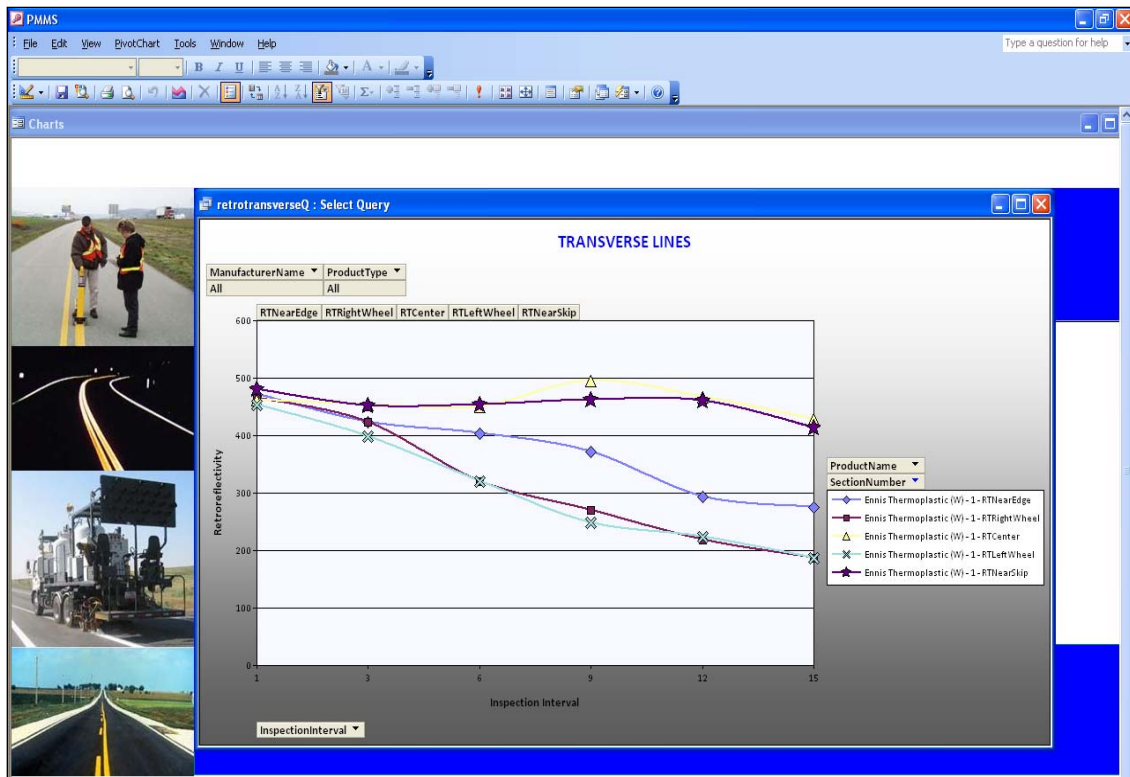 PMMS
File Edit View PivotChart Tools Window Help
Type a question for help
B I U A
Charts
retrotransverseQ : Select Query
TRANSVERSE LINES
ManufacturerName ProductType
All All
RTNearEdge RTRightWheel RTCenter RTLeftWheel RTNearSkip
600
500
400
300
200
100
0
Retroreflectivity
1 3 6 9 12 15
Inspection Interval
ProductName
SectionNumber
Ennis Thermoplastic (W) - 1 - RTNearEdge
Ennis Thermoplastic (W) - 1 - RTRightWheel
Ennis Thermoplastic (W) - 1 - RTCenter
Ennis Thermoplastic (W) - 1 - RTLeftWheel
Ennis Thermoplastic (W) - 1 - RTNearSkip
InspectionInterval